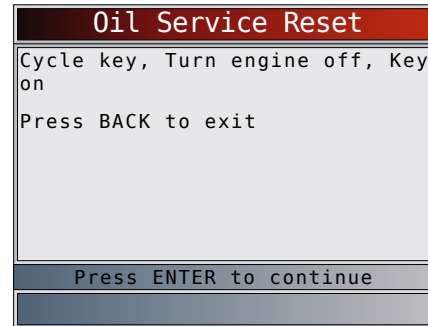 Oil Service Reset
Cycle key, Turn engine off, Key
on
Press BACK to exit
Press ENTER to continue